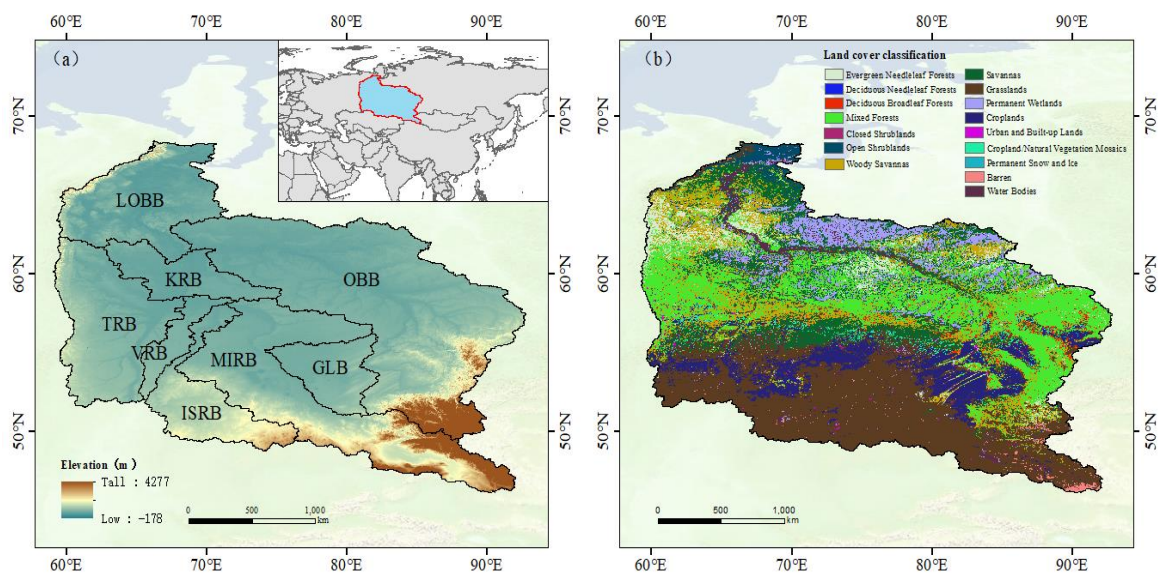 60°E 70°E 80°E 90°E
(a)
LOBB
KRB
OBB
TRB
VRB
MIRB
GLB
ISRB
Elevation (m)
Tall : 4277
Low : -178
0 500 1,000
km
60°E 70°E 80°E 90°E
70°N
60°N
50°N
60°E 70°E 80°E 90°E
(b)
Land cover classification
Evergreen Needleleaf Forests
Deciduous Needleleaf Forests
Deciduous Broadleaf Forests
Mixed Forests
Closed Shrublands
Open Shrublands
Woody Savannas
Savannas
Grasslands
Permanent Wetlands
Croplands
Urban and Built-up Lands
Cropland/Natural Vegetation Mosaics
Permanent Snow and Ice
Barren
Water Bodies
0 500 1,000
km
60°E 70°E 80°E 90°E
70°N
60°N
50°N